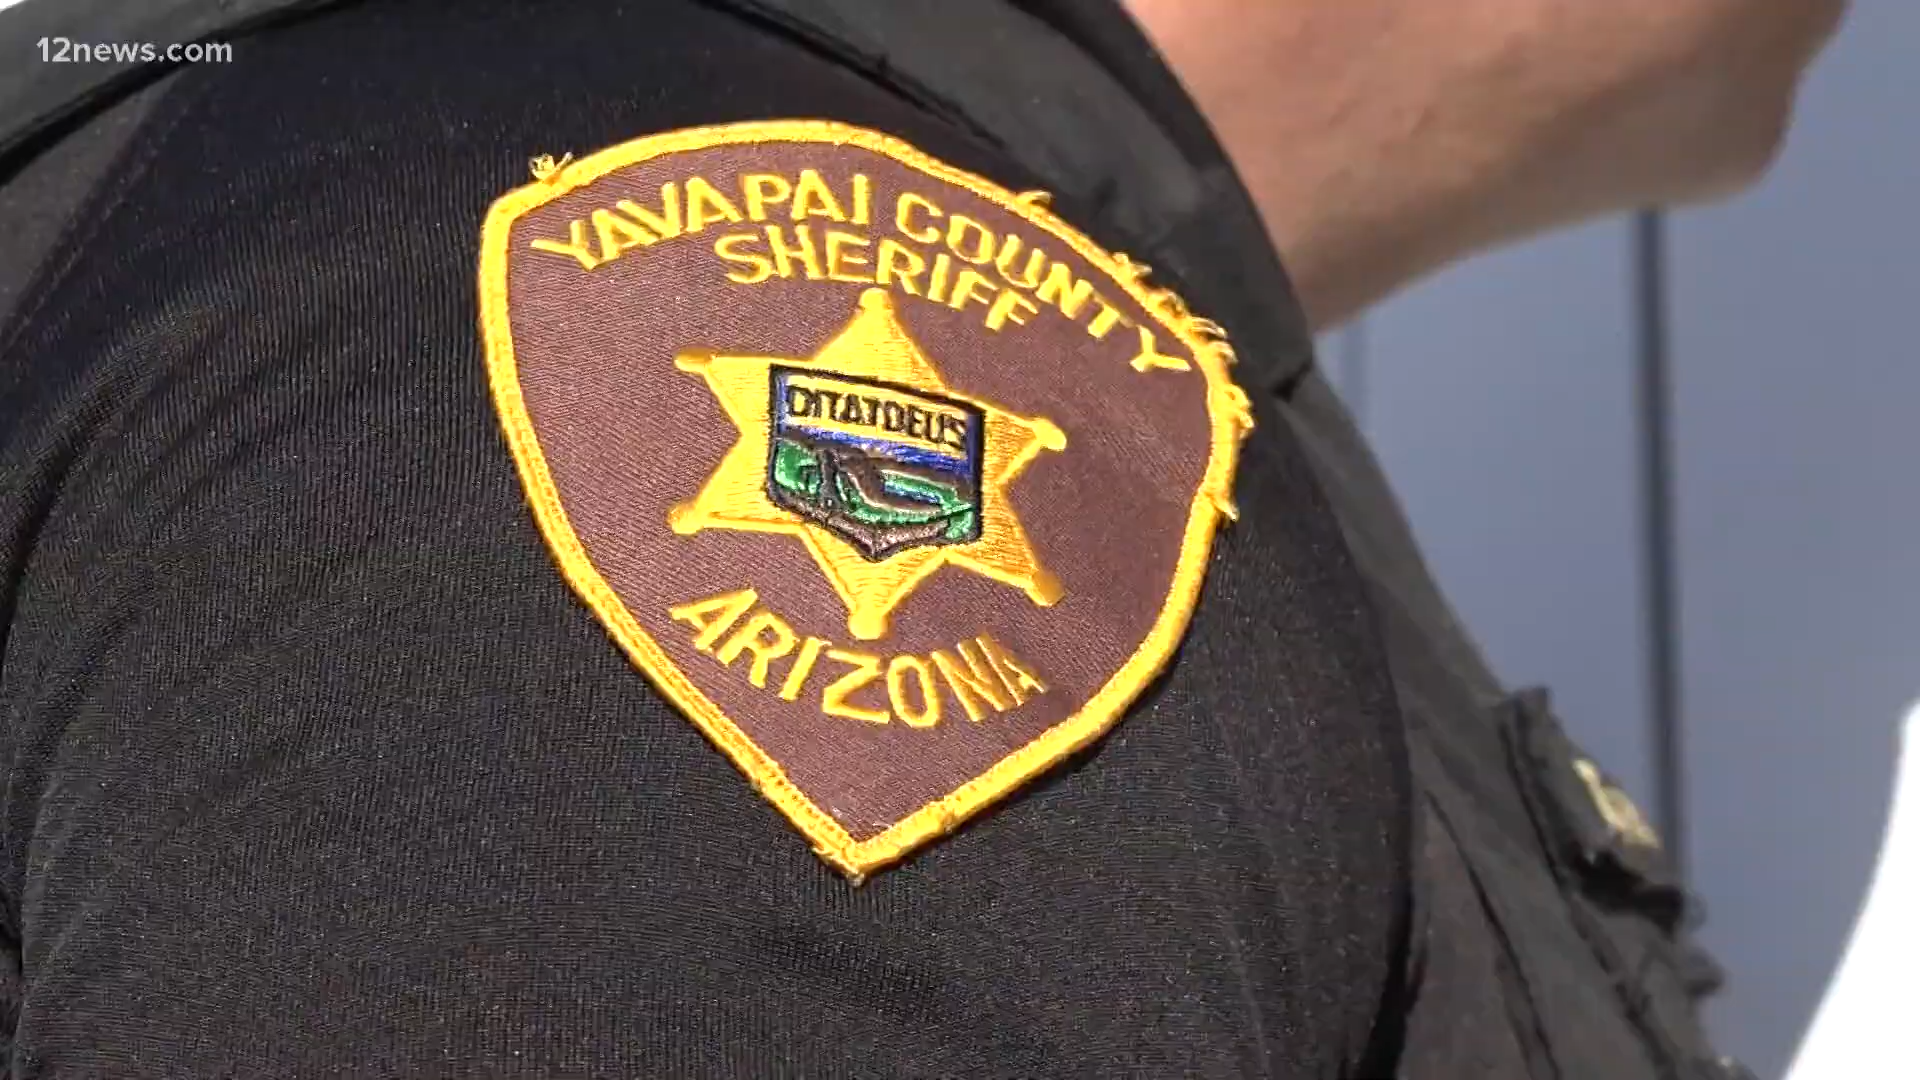 12news.com
YAVAPAI COUNTY
SHERIFF
DITAT DEUS
ARIZONA